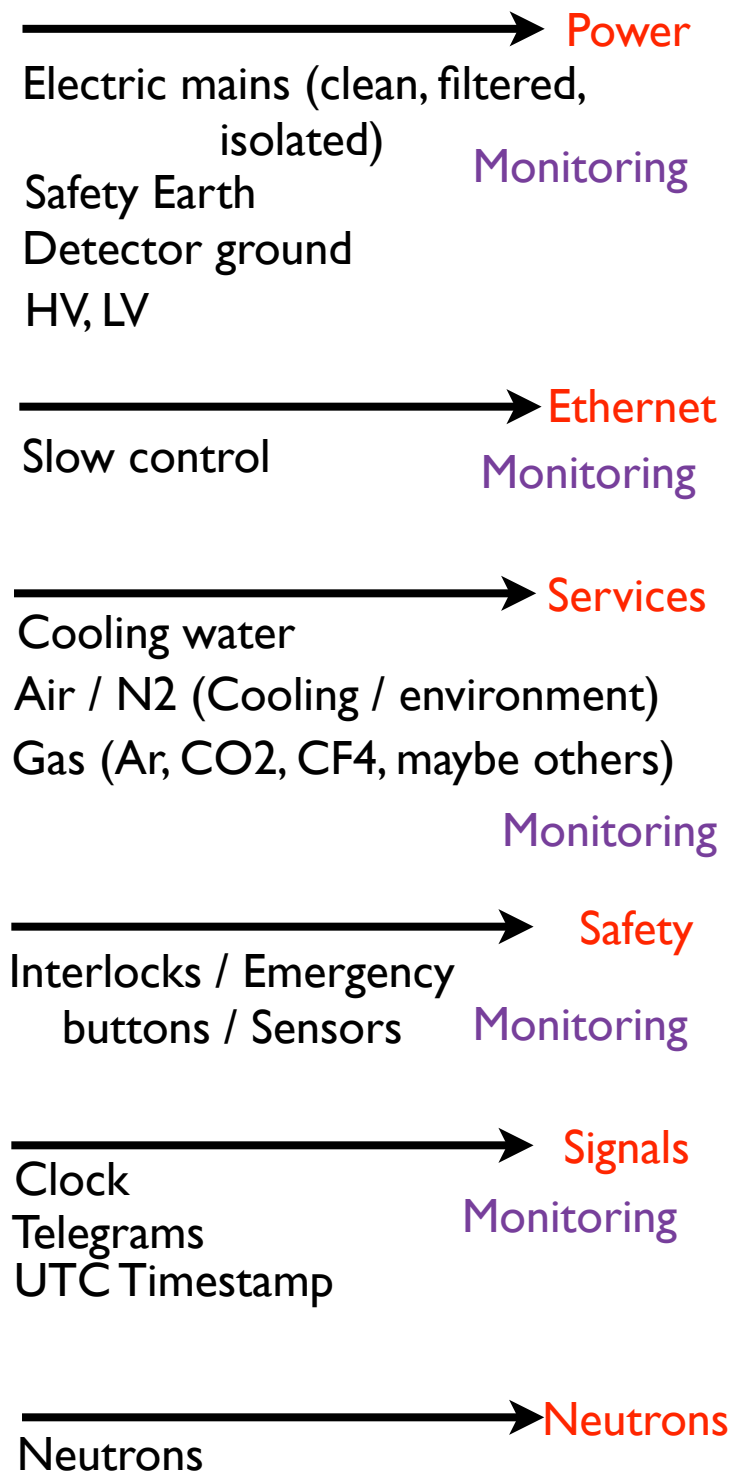 Power
Electric mains (clean, filtered,
isolated)
Monitoring
Safety Earth
Detector ground
HV, LV
Ethernet
Slow control
Monitoring
Services
Cooling water
Air / N2 (Cooling / environment)
Gas (Ar, CO2, CF4, maybe others)
Monitoring
Safety
Interlocks / Emergency
buttons / Sensors
Monitoring
Signals
Clock
Monitoring
Telegrams
UTC Timestamp
Neutrons
Neutrons